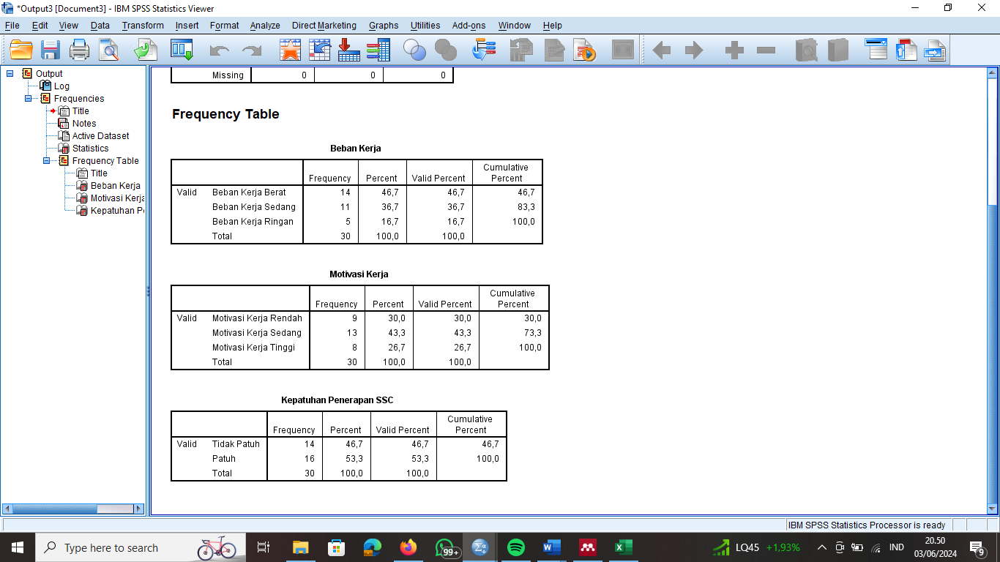 *Output3 [Document3] - IBM SPSS Statistics Viewer
File Edit View Data Transform Insert Format Analyze Direct Marketing Graphs Utilities Add-ons Window Help
Output
Log
Frequencies
Title
Notes
Active Dataset
Statistics
Frequency Table
Title
Beban Kerja
Motivasi Kerja
Kepatuhan P
Missing 0 0 0
Frequency Table
Beban Kerja
Frequency Percent Valid Percent Cumulative Percent
Valid Beban Kerja Berat 14 46,7 46,7 46,7
Beban Kerja Sedang 11 36,7 36,7 83,3
Beban Kerja Ringan 5 16,7 16,7 100,0
Total 30 100,0 100,0
Motivasi Kerja
Frequency Percent Valid Percent Cumulative Percent
Valid Motivasi Kerja Rendah 9 30,0 30,0 30,0
Motivasi Kerja Sedang 13 43,3 43,3 73,3
Motivasi Kerja Tinggi 8 26,7 26,7 100,0
Total 30 100,0 100,0
Kepatuhan Penerapan SSC
Frequency Percent Valid Percent Cumulative Percent
Valid Tidak Patuh 14 46,7 46,7 46,7
Patuh 16 53,3 53,3 100,0
Total 30 100,0 100,0
IBM SPSS Statistics Processor is ready
Type here to search
99+
LQ45 +1,93%
IND
20.50
03/06/2024
9